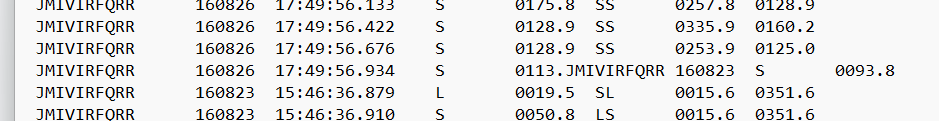 JMIVIRFQRR 160826 17:49:56.133 S 0175.8 SS 0257.8 0128.9
JMIVIRFQRR 160826 17:49:56.422 S 0128.9 SS 0335.9 0160.2
JMIVIRFQRR 160826 17:49:56.676 S 0128.9 SS 0253.9 0125.0
JMIVIRFQRR 160826 17:49:56.934 S 0113.JMIVIRFQRR 160823 S 0093.8
JMIVIRFQRR 160823 15:46:36.879 L 0019.5 SL 0015.6 0351.6
JMIVIRFQRR 160823 15:46:36.910 S 0050.8 LS 0015.6 0351.6